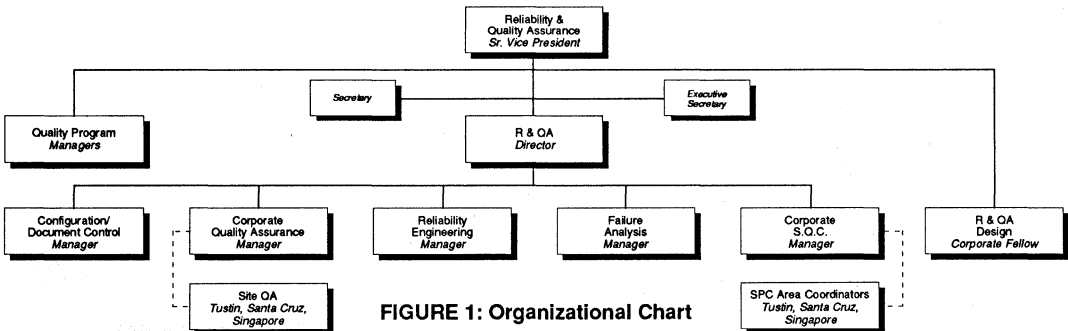 Reliability &
Quality Assurance
Sr. Vice President
Secretary
Executive
Secretary
Quality Program
Managers
R & QA
Director
Configuration/
Document Control
Manager
Corporate
Quality Assurance
Manager
Reliability
Engineering
Manager
Failure
Analysis
Manager
Corporate
S.Q.C.
Manager
R & QA
Design
Corporate Fellow
Site QA
Tustin, Santa Cruz,
Singapore
SPC Area Coordinators
Tustin, Santa Cruz,
Singapore
FIGURE 1: Organizational Chart